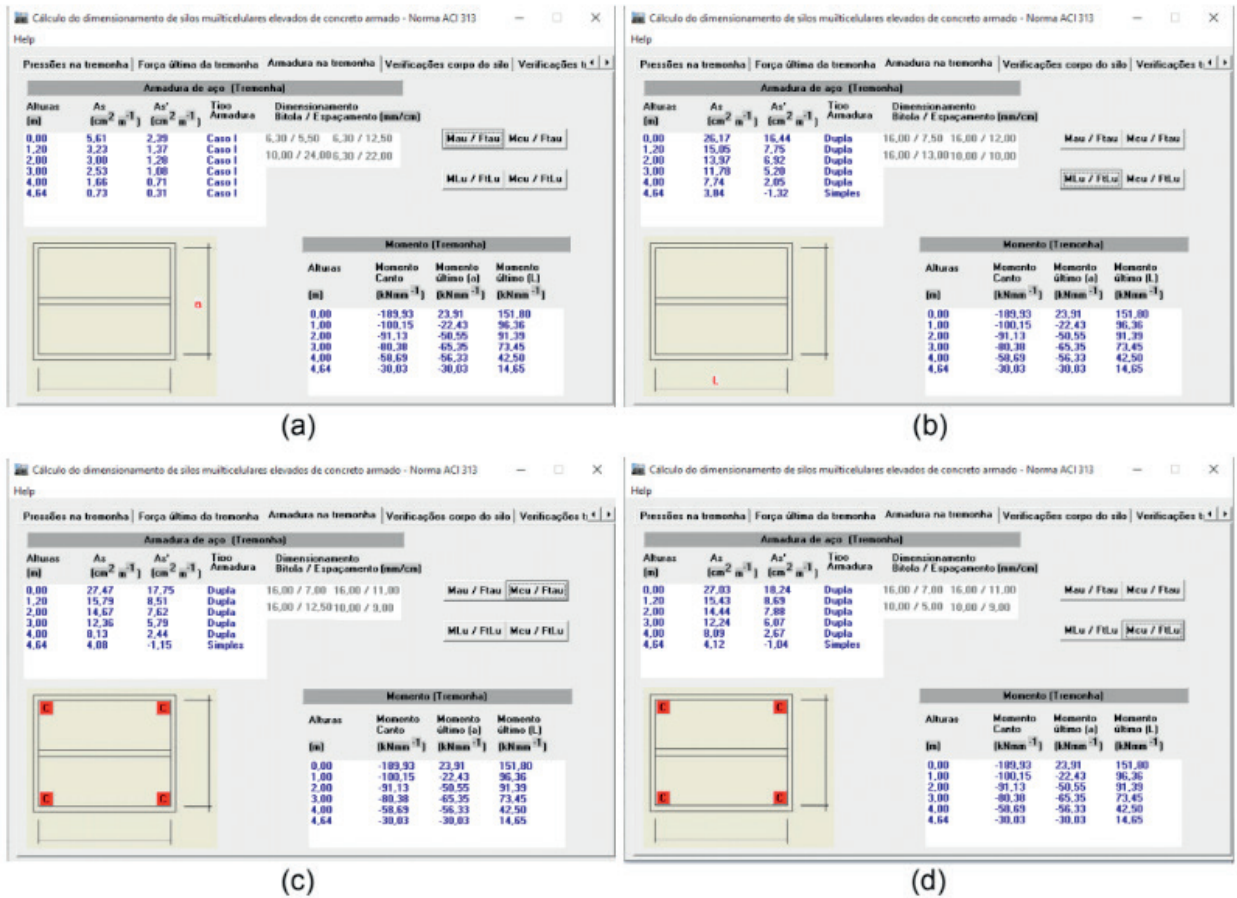 Cálculo do dimensionamento de silos muilticelulares elevados de concreto armado - Norma ACI 313
Help
Pressões na tremonha Força última da tremonha Armadura na tremonha Verificações corpo do silo Verificações t
Armadura de aço (Tremonha)
Alturas As As' Tipo Dimensionamento
[m] [cm² m⁻¹] [cm² m⁻¹] Armadura Bitola / Espaçamento [mm/cm]
0,00 5,61 2,39 Caso I 6,30 / 5,50 6,30 / 12,50 Mau / Ftau Mcu / Ftau
1,20 3,23 1,37 Caso I 10,00 / 24,00 6,30 / 22,00
2,00 3,00 1,28 Caso I
3,00 2,53 1,08 Caso I MLu / FtLu Mcu / FtLu
4,00 1,66 0,71 Caso I
4,64 0,73 0,31 Caso I
a
Momento (Tremonha)
Alturas Momento Momento Momento
Canto último (a) último (L)
[m] [kNmm⁻¹] [kNmm⁻¹] [kNmm⁻¹]
0,00 -189,93 23,91 151,80
1,00 -100,15 -22,43 96,36
2,00 -91,13 -50,55 91,39
3,00 -80,38 -65,35 73,45
4,00 -58,69 -56,33 42,50
4,64 -30,03 -30,03 14,65
(a)
Cálculo do dimensionamento de silos muilticelulares elevados de concreto armado - Norma ACI 313
Help
Pressões na tremonha Força última da tremonha Armadura na tremonha Verificações corpo do silo Verificações t
Armadura de aço (Tremonha)
Alturas As As' Tipo Dimensionamento
[m] [cm² m⁻¹] [cm² m⁻¹] Armadura Bitola / Espaçamento [mm/cm]
0,00 26,17 16,44 Dupla 16,00 / 7,50 16,00 / 12,00 Mau / Ftau Mcu / Ftau
1,20 15,05 7,75 Dupla 16,00 / 13,00 10,00 / 10,00
2,00 13,97 6,92 Dupla
3,00 11,78 5,20 Dupla MLu / FtLu Mcu / FtLu
4,00 7,74 2,05 Dupla
4,64 3,84 -1,32 Simples
L
Momento (Tremonha)
Alturas Momento Momento Momento
Canto último (a) último (L)
[m] [kNmm⁻¹] [kNmm⁻¹] [kNmm⁻¹]
0,00 -189,93 23,91 151,80
1,00 -100,15 -22,43 96,36
2,00 -91,13 -50,55 91,39
3,00 -80,38 -65,35 73,45
4,00 -58,69 -56,33 42,50
4,64 -30,03 -30,03 14,65
(b)
Cálculo do dimensionamento de silos muilticelulares elevados de concreto armado - Norma ACI 313
Help
Pressões na tremonha Força última da tremonha Armadura na tremonha Verificações corpo do silo Verificações t
Armadura de aço (Tremonha)
Alturas As As' Tipo Dimensionamento
[m] [cm² m⁻¹] [cm² m⁻¹] Armadura Bitola / Espaçamento [mm/cm]
0,00 27,47 17,75 Dupla 16,00 / 7,00 16,00 / 11,00 Mau / Ftau Mcu / Ftau
1,20 15,79 8,51 Dupla 16,00 / 12,50 10,00 / 9,00
2,00 14,67 7,62 Dupla
3,00 12,36 5,79 Dupla MLu / FtLu Mcu / FtLu
4,00 8,13 2,44 Dupla
4,64 4,08 -1,15 Simples
C C
C C
Momento (Tremonha)
Alturas Momento Momento Momento
Canto último (a) último (L)
[m] [kNmm⁻¹] [kNmm⁻¹] [kNmm⁻¹]
0,00 -189,93 23,91 151,80
1,00 -100,15 -22,43 96,36
2,00 -91,13 -50,55 91,39
3,00 -80,38 -65,35 73,45
4,00 -58,69 -56,33 42,50
4,64 -30,03 -30,03 14,65
(c)
Cálculo do dimensionamento de silos muilticelulares elevados de concreto armado - Norma ACI 313
Help
Pressões na tremonha Força última da tremonha Armadura na tremonha Verificações corpo do silo Verificações t
Armadura de aço (Tremonha)
Alturas As As' Tipo Dimensionamento
[m] [cm² m⁻¹] [cm² m⁻¹] Armadura Bitola / Espaçamento [mm/cm]
0,00 27,03 18,24 Dupla 16,00 / 7,00 16,00 / 11,00 Mau / Ftau Mcu / Ftau
1,20 15,43 8,69 Dupla 10,00 / 5,00 10,00 / 9,00
2,00 14,44 7,88 Dupla
3,00 12,24 6,07 Dupla MLu / FtLu Mcu / FtLu
4,00 8,09 2,67 Dupla
4,64 4,12 -1,04 Simples
C C
C C
Momento (Tremonha)
Alturas Momento Momento Momento
Canto último (a) último (L)
[m] [kNmm⁻¹] [kNmm⁻¹] [kNmm⁻¹]
0,00 -189,93 23,91 151,80
1,00 -100,15 -22,43 96,36
2,00 -91,13 -50,55 91,39
3,00 -80,38 -65,35 73,45
4,00 -58,69 -56,33 42,50
4,64 -30,03 -30,03 14,65
(d)